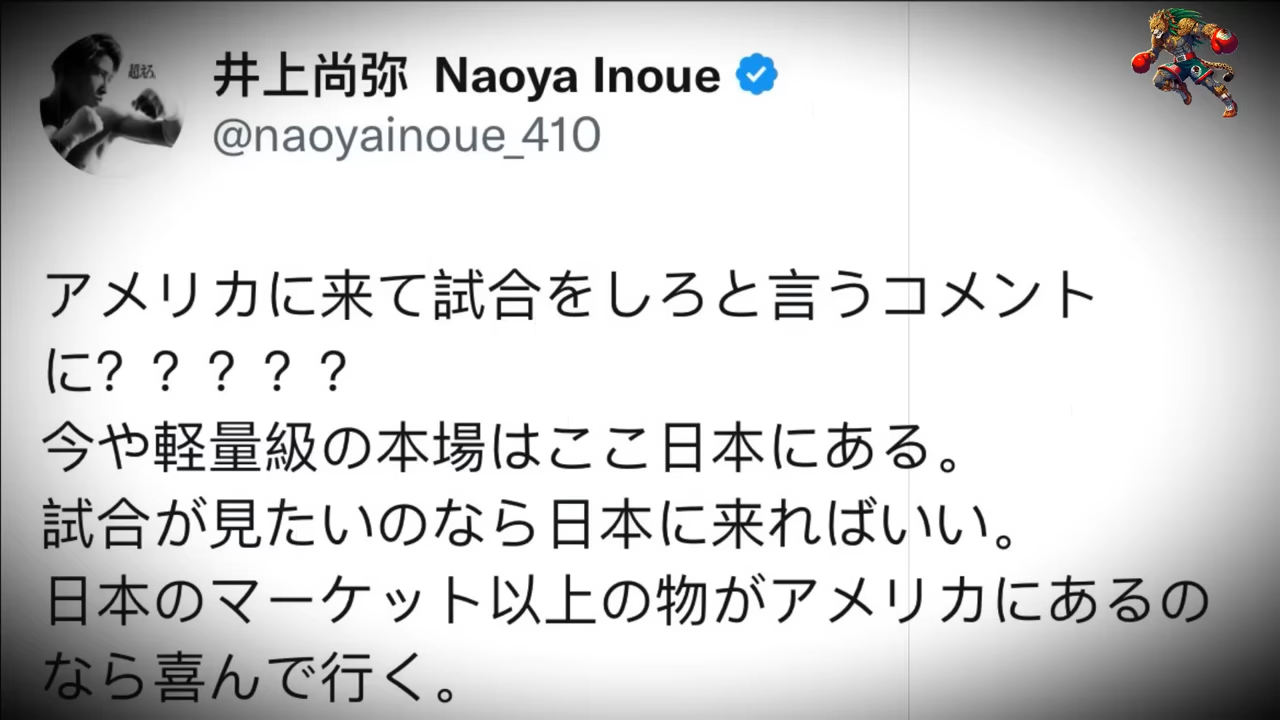 井上尚弥 Naoya Inoue
@naoyainoue_410
アメリカに来て試合をしろと言うコメント
に？？？？？
今や軽量級の本場はここ日本にある。
試合が見たいのなら日本に来ればいい。
日本のマーケット以上の物がアメリカにあるの
なら喜んで行く。